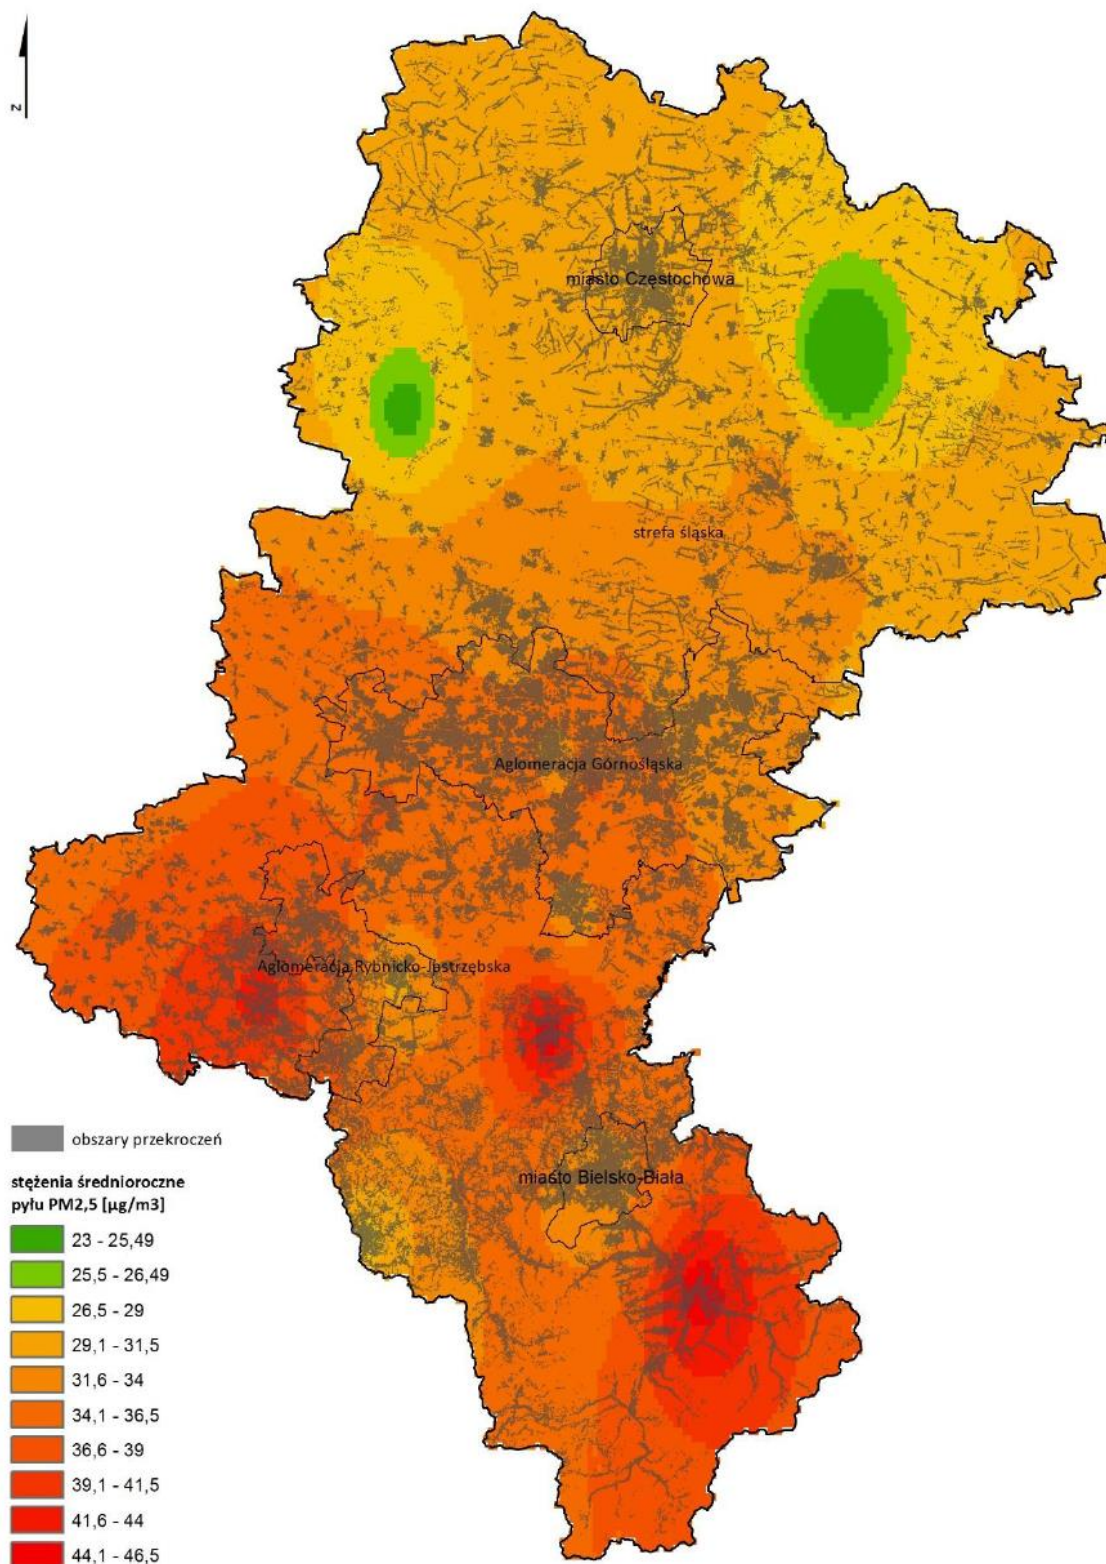 z
miasto Częstochowa
strefa śląska
Aglomeracja Górnośląska
Aglomeracja Rybnicko-Jastrzębska
miasto Bielsko-Biała
obszary przekroczeń
stężenia średnioroczne
pyłu PM2,5 [µg/m3]
23 - 25,49
25,5 - 26,49
26,5 - 29
29,1 - 31,5
31,6 - 34
34,1 - 36,5
36,6 - 39
39,1 - 41,5
41,6 - 44
44,1 - 46,5